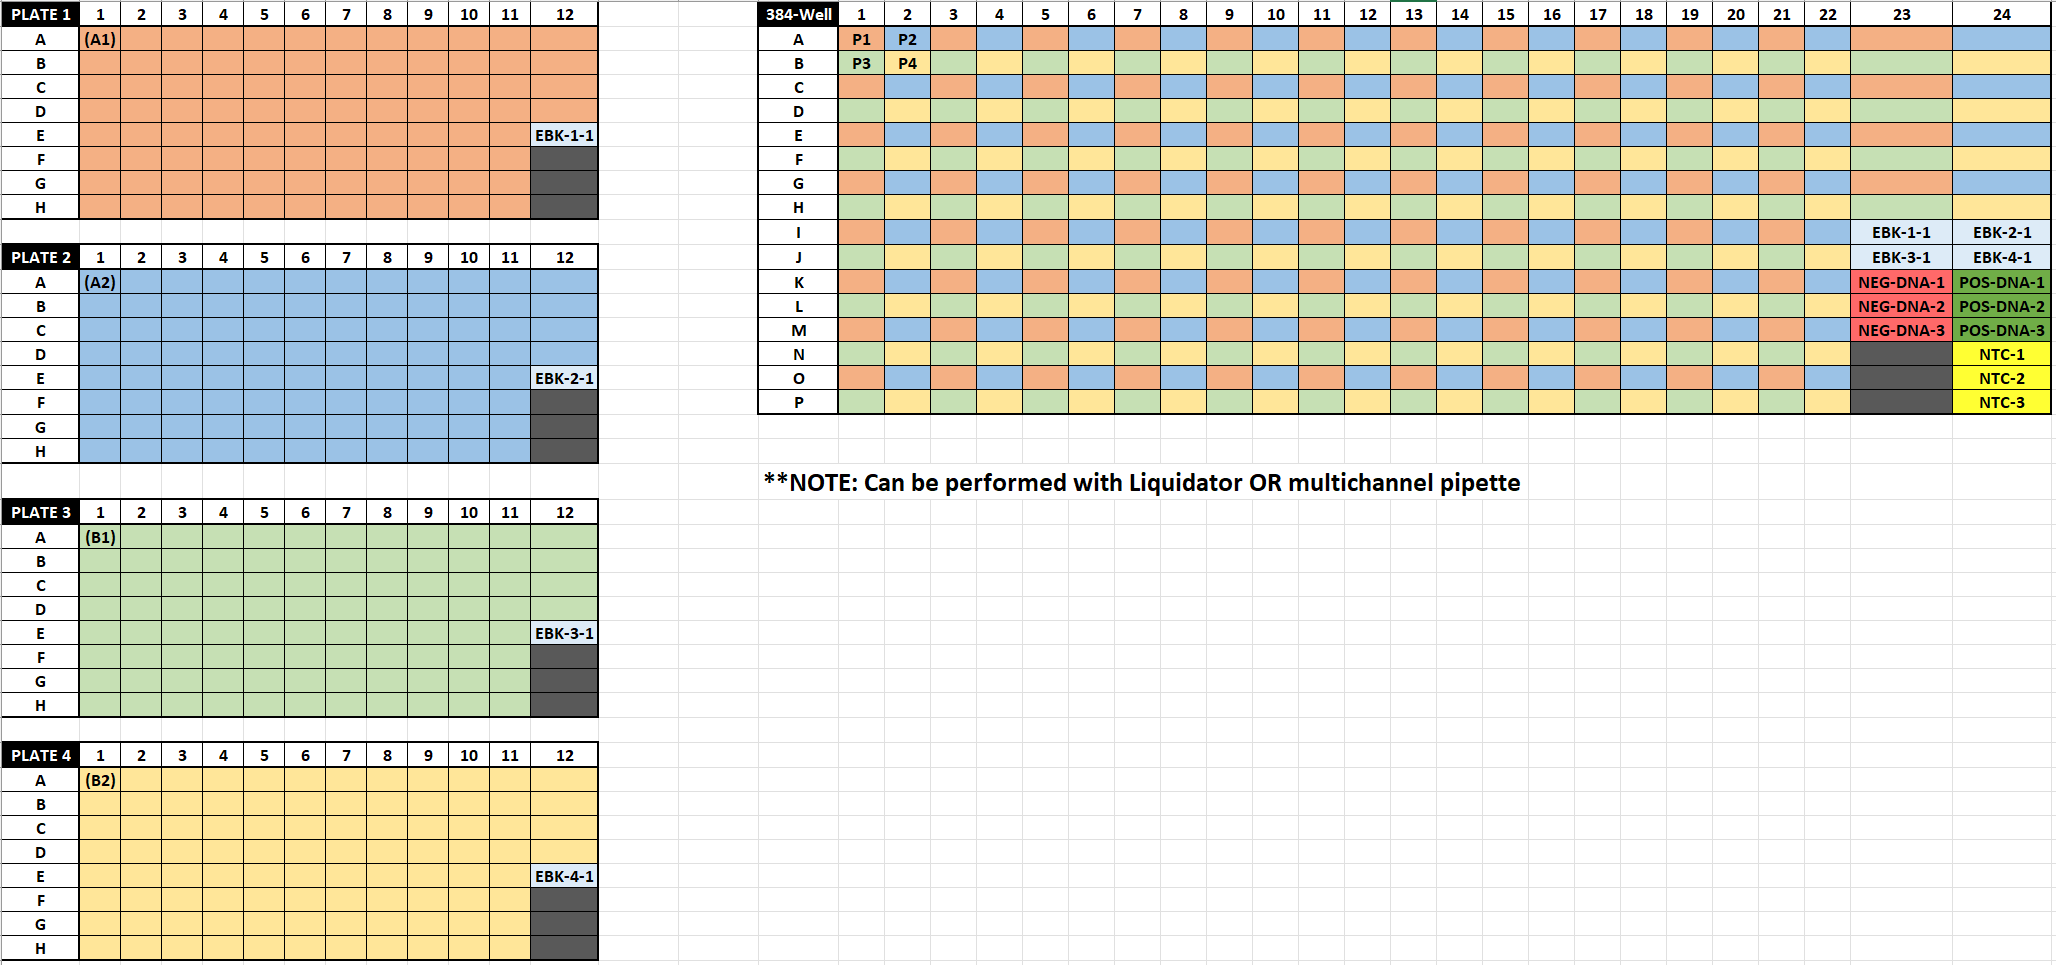 PLATE 1 1 2 3 4 5 6 7 8 9 10 11 12
A (A1)
B
C
D
E EBK-1-1
F
G
H
PLATE 2 1 2 3 4 5 6 7 8 9 10 11 12
A (A2)
B
C
D
E EBK-2-1
F
G
H
PLATE 3 1 2 3 4 5 6 7 8 9 10 11 12
A (B1)
B
C
D
E EBK-3-1
F
G
H
PLATE 4 1 2 3 4 5 6 7 8 9 10 11 12
A (B2)
B
C
D
E EBK-4-1
F
G
H
384-Well 1 2 3 4 5 6 7 8 9 10 11 12 13 14 15 16 17 18 19 20 21 22 23 24
A P1 P2
B P3 P4
C
D
E
F
G
H
I EBK-1-1 EBK-2-1
J EBK-3-1 EBK-4-1
K NEG-DNA-1 POS-DNA-1
L NEG-DNA-2 POS-DNA-2
M NEG-DNA-3 POS-DNA-3
N NTC-1
O NTC-2
P NTC-3
**NOTE: Can be performed with Liquidator OR multichannel pipette